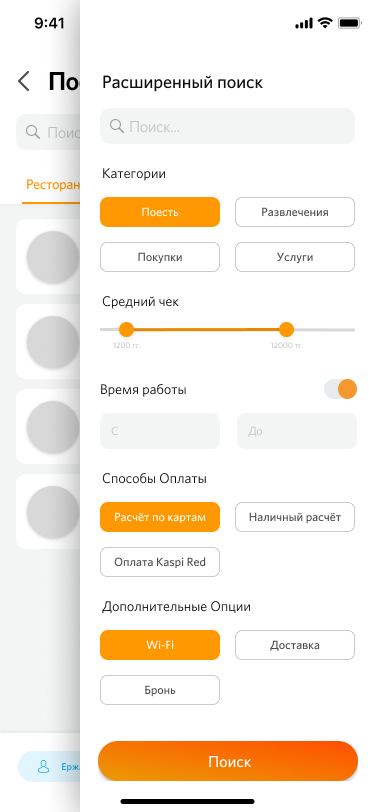 9:41
Пос
Поис
Ресторан
Ерж
Расширенный поиск
Поиск...
Категории
Поесть Развлечения
Покупки Услуги
Средний чек
1200 тг. 12000 тг.
Время работы
С До
Способы Оплаты
Расчёт по картам Наличный расчёт
Оплата Kaspi Red
Дополнительные Опции
Wi-Fi Доставка
Бронь
Поиск